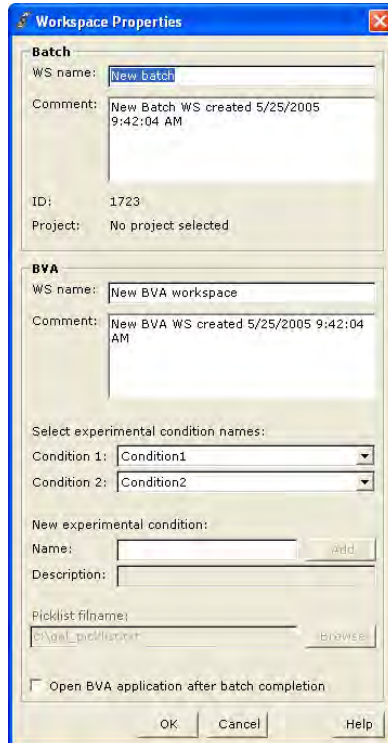 Workspace Properties
Batch
WS name: New batch
Comment: New Batch WS created 5/25/2005
9:42:04 AM
ID: 1723
Project: No project selected
BVA
WS name: New BVA workspace
Comment: New BVA WS created 5/25/2005 9:42:04
AM
Select experimental condition names:
Condition 1: Condition1
Condition 2: Condition2
New experimental condition:
Name: Add
Description:
Picklist filname:
c:\gel_picklist.txt Browse
Open BVA application after batch completion
OK Cancel Help